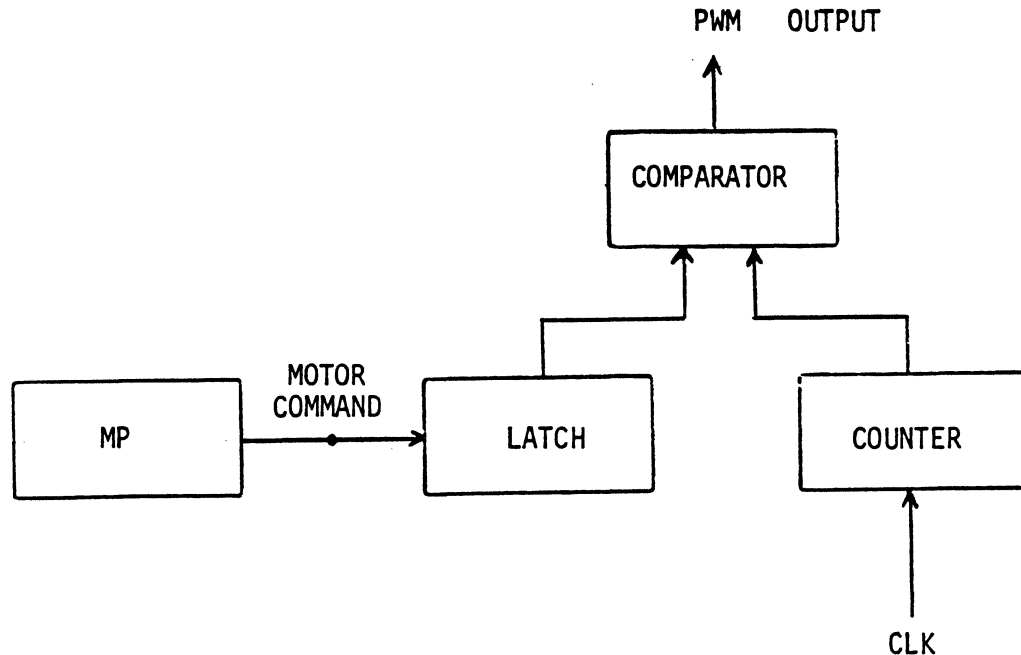 PWM OUTPUT
COMPARATOR
MOTOR
COMMAND
MP
LATCH
COUNTER
CLK